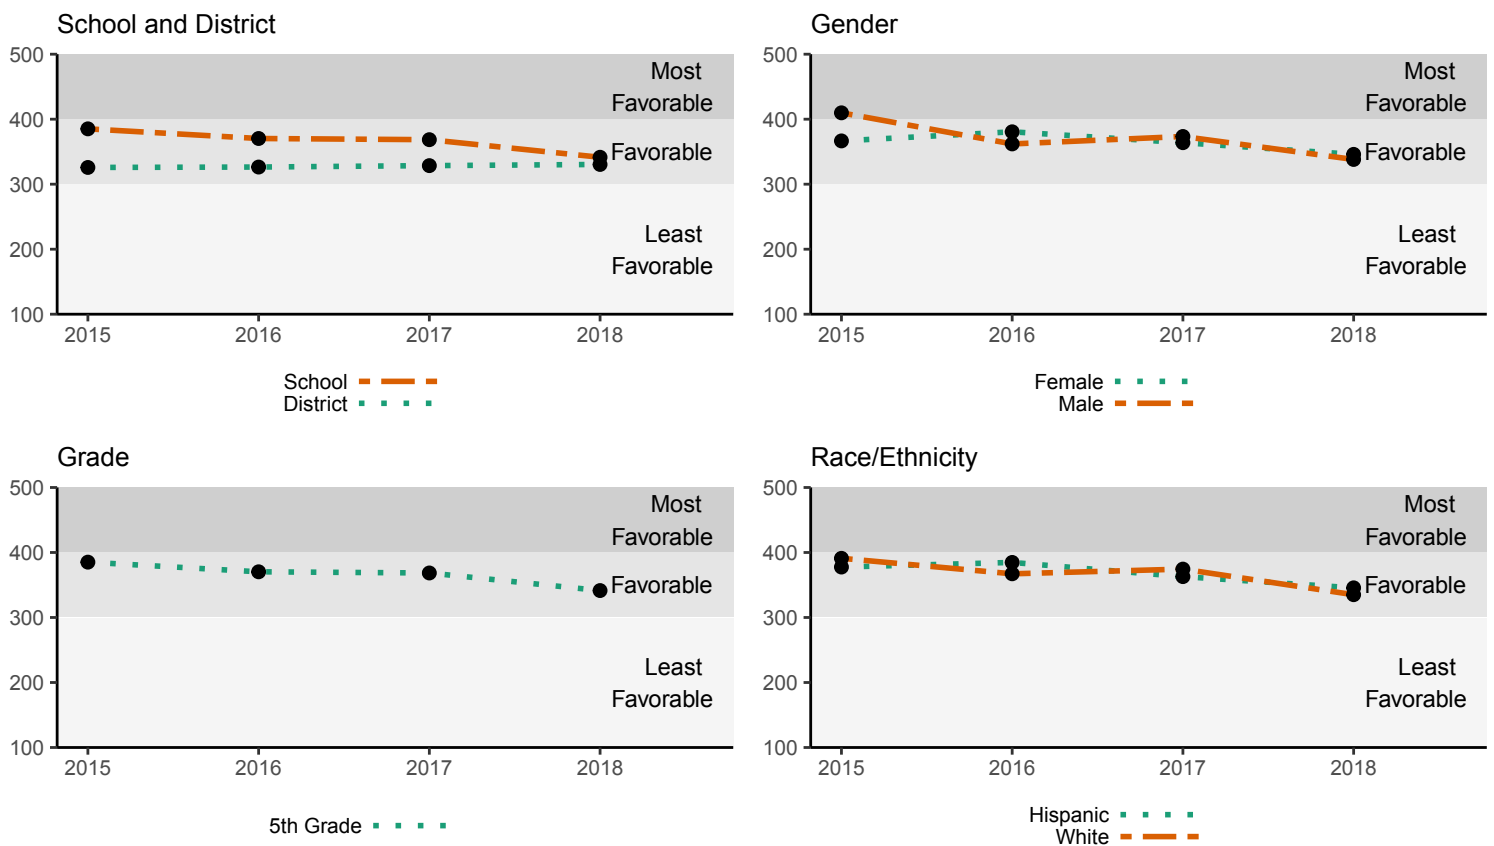 School and District
500
400
300
200
100
Most
Favorable
Favorable
Least
Favorable
2015 2016 2017 2018
School
District
Gender
500
400
300
200
100
Most
Favorable
Favorable
Least
Favorable
2015 2016 2017 2018
Female
Male
Grade
500
400
300
200
100
Most
Favorable
Favorable
Least
Favorable
2015 2016 2017 2018
5th Grade
Race/Ethnicity
500
400
300
200
100
Most
Favorable
Favorable
Least
Favorable
2015 2016 2017 2018
Hispanic
White